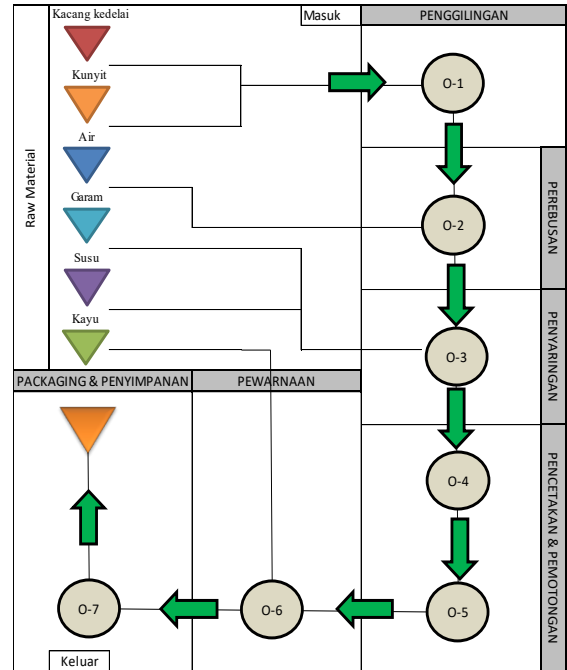 Kacang kedelai
Masuk
PENGGILINGAN
Kunyit
O-1
Air
Raw Material
PEREBUSAN
Garam
O-2
Susu
PENYARINGAN
Kayu
O-3
PACKAGING & PENYIMPANAN
PEWARNAAN
O-4
PENCETAKAN & PEMOTONGAN
O-7
O-6
O-5
Keluar